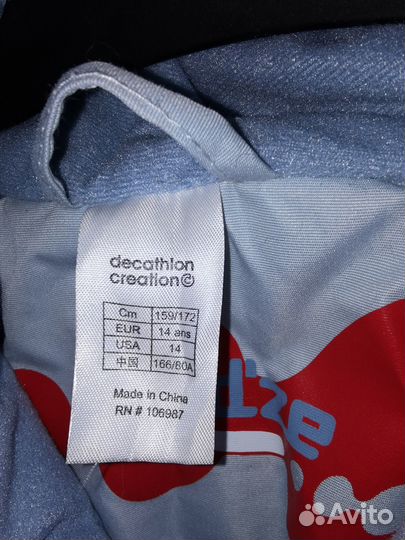 decathlon
creation©
Cm 159/172
EUR 14 ans
USA 14
中国 166/80A
Made in China
RN # 106987
Avito